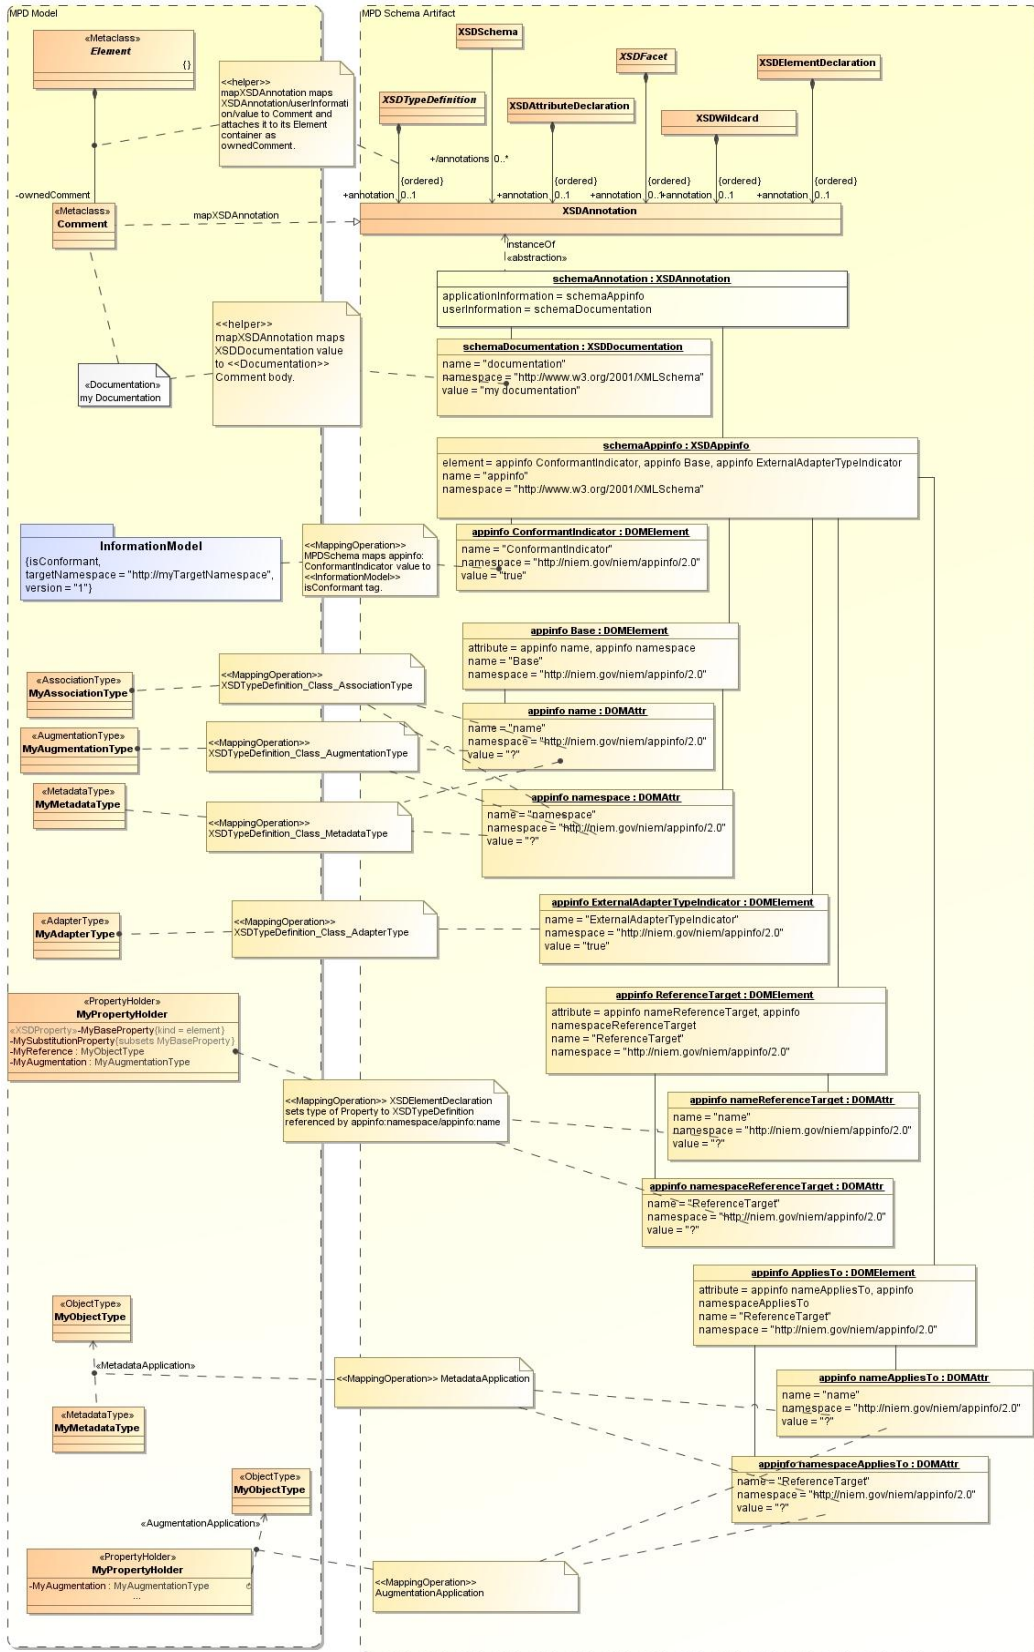 MPD Model
MPD Schema Artifact
«Metaclass»
Element
{}
XSDSchema
XSDFacet
XSDElementDeclaration
<<helper>>
mapXSDAnnotation maps
XSDAnnotation/userInformati
on/value to Comment and
attaches it to its Element
container as
ownedComment.
XSDTypeDefinition
XSDAttributeDeclaration
XSDWildcard
+/annotations 0..*
{ordered}
{ordered}
{ordered}
{ordered}
{ordered}
-ownedComment
+annotation 0..1
+annotation 0..1
+annotation 0..1
+annotation 0..1
+annotation 0..1
«Metaclass»
Comment
mapXSDAnnotation
XSDAnnotation
instanceOf
«abstraction»
schemaAnnotation : XSDAnnotation
applicationInformation = schemaAppinfo
userInformation = schemaDocumentation
<<helper>>
mapXSDAnnotation maps
XSDDocumentation value
to <<Documentation>>
Comment body.
schemaDocumentation : XSDDocumentation
name = "documentation"
namespace = "http://www.w3.org/2001/XMLSchema"
value = "my documentation"
«Documentation»
my Documentation
schemaAppinfo : XSDAppinfo
element = appinfo ConformantIndicator, appinfo Base, appinfo ExternalAdapterTypeIndicator
name = "appinfo"
namespace = "http://www.w3.org/2001/XMLSchema"
InformationModel
{isConformant,
targetNamespace = "http://myTargetNamespace",
version = "1"}
<<MappingOperation>>
MPDSchema maps appinfo:
ConformantIndicator value to
<<InformationModel>>
isConformant tag.
appinfo ConformantIndicator : DOMElement
name = "ConformantIndicator"
namespace = "http://niem.gov/niem/appinfo/2.0"
value = "true"
appinfo Base : DOMElement
attribute = appinfo name, appinfo namespace
name = "Base"
namespace = "http://niem.gov/niem/appinfo/2.0"
«AssociationType»
MyAssociationType
<<MappingOperation>>
XSDTypeDefinition_Class_AssociationType
appinfo name : DOMAttr
name = "name"
namespace = "http://niem.gov/niem/appinfo/2.0"
value = "?"
«AugmentationType»
MyAugmentationType
<<MappingOperation>>
XSDTypeDefinition_Class_AugmentationType
«MetadataType»
MyMetadataType
<<MappingOperation>>
XSDTypeDefinition_Class_MetadataType
appinfo namespace : DOMAttr
name = "namespace"
namespace = "http://niem.gov/niem/appinfo/2.0"
value = "?"
«AdapterType»
MyAdapterType
<<MappingOperation>>
XSDTypeDefinition_Class_AdapterType
appinfo ExternalAdapterTypeIndicator : DOMElement
name = "ExternalAdapterTypeIndicator"
namespace = "http://niem.gov/niem/appinfo/2.0"
value = "true"
«PropertyHolder»
MyPropertyHolder
«XSDProperty»-MyBaseProperty{kind = element}
-MySubstitutionProperty{subsets MyBaseProperty}
-MyReference : MyObjectType
-MyAugmentation : MyAugmentationType
appinfo ReferenceTarget : DOMElement
attribute = appinfo nameReferenceTarget, appinfo
namespaceReferenceTarget
name = "ReferenceTarget"
namespace = "http://niem.gov/niem/appinfo/2.0"
<<MappingOperation>> XSDElementDeclaration
sets type of Property to XSDTypeDefinition
referenced by appinfo:namespace/appinfo:name
appinfo nameReferenceTarget : DOMAttr
name = "name"
namespace = "http://niem.gov/niem/appinfo/2.0"
value = "?"
appinfo namespaceReferenceTarget : DOMAttr
name = "ReferenceTarget"
namespace = "http://niem.gov/niem/appinfo/2.0"
value = "?"
appinfo AppliesTo : DOMElement
attribute = appinfo nameAppliesTo, appinfo
namespaceAppliesTo
name = "ReferenceTarget"
namespace = "http://niem.gov/niem/appinfo/2.0"
«ObjectType»
MyObjectType
«MetadataApplication»
<<MappingOperation>> MetadataApplication
appinfo nameAppliesTo : DOMAttr
name = "name"
namespace = "http://niem.gov/niem/appinfo/2.0"
value = "?"
«MetadataType»
MyMetadataType
appinfo namespaceAppliesTo : DOMAttr
name = "ReferenceTarget"
namespace = "http://niem.gov/niem/appinfo/2.0"
value = "?"
«ObjectType»
MyObjectType
«AugmentationApplication»
«PropertyHolder»
MyPropertyHolder
-MyAugmentation : MyAugmentationType
...
<<MappingOperation>>
AugmentationApplication